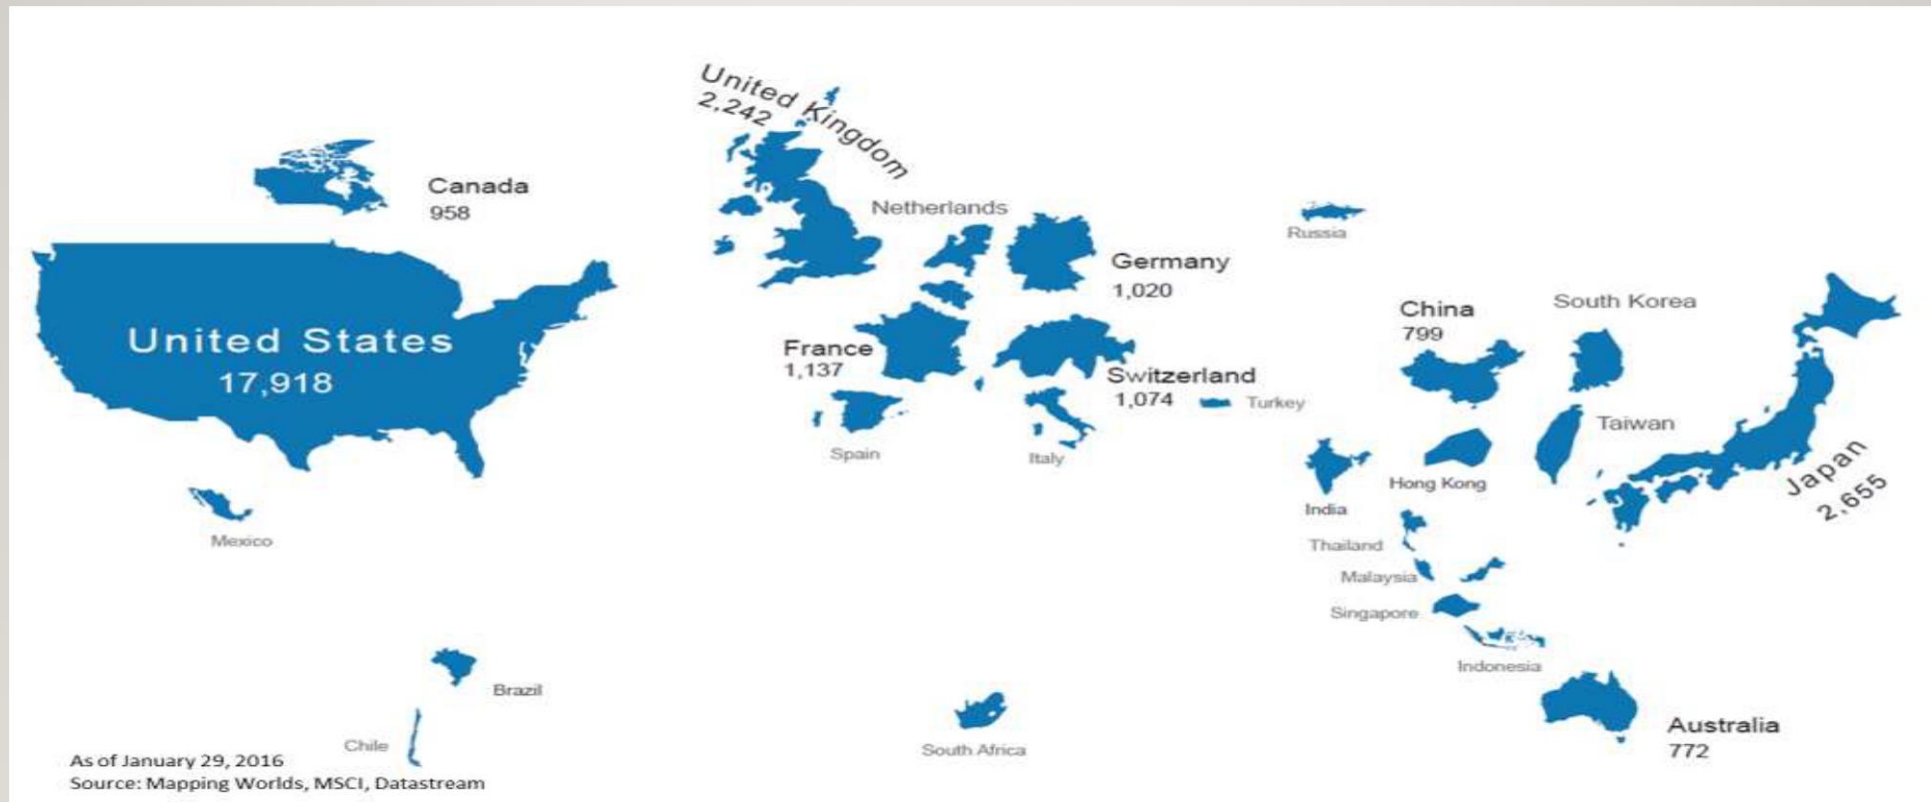 United Kingdom
2,242
Canada
958
Netherlands
Russia
Germany
1,020
United States
17,918
China
799
South Korea
France
1,137
Switzerland
1,074
Turkey
Taiwan
Spain
Italy
Japan
2,655
Hong Kong
India
Mexico
Thailand
Malaysia
Singapore
Indonesia
Brazil
Australia
772
Chile
South Africa
As of January 29, 2016
Source: Mapping Worlds, MSCI, Datastream